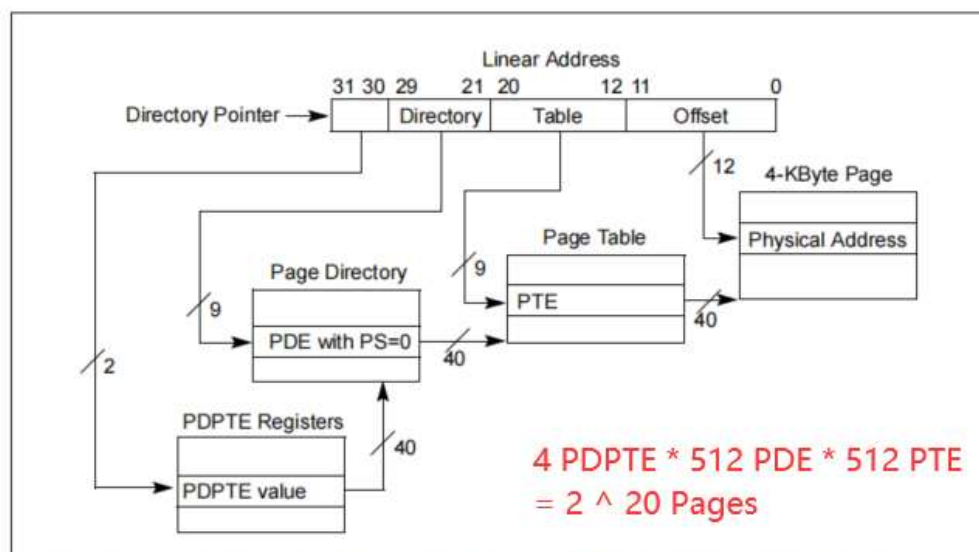 Linear Address
31 30 29 21 20 12 11 0
Directory Pointer
Directory Table Offset
12
4-KByte Page
Physical Address
Page Table
9
PTE
40
Page Directory
9
PDE with PS=0
40
2
PDPTE Registers
40
PDPTE value
4 PDPTE * 512 PDE * 512 PTE
= 2 ^ 20 Pages